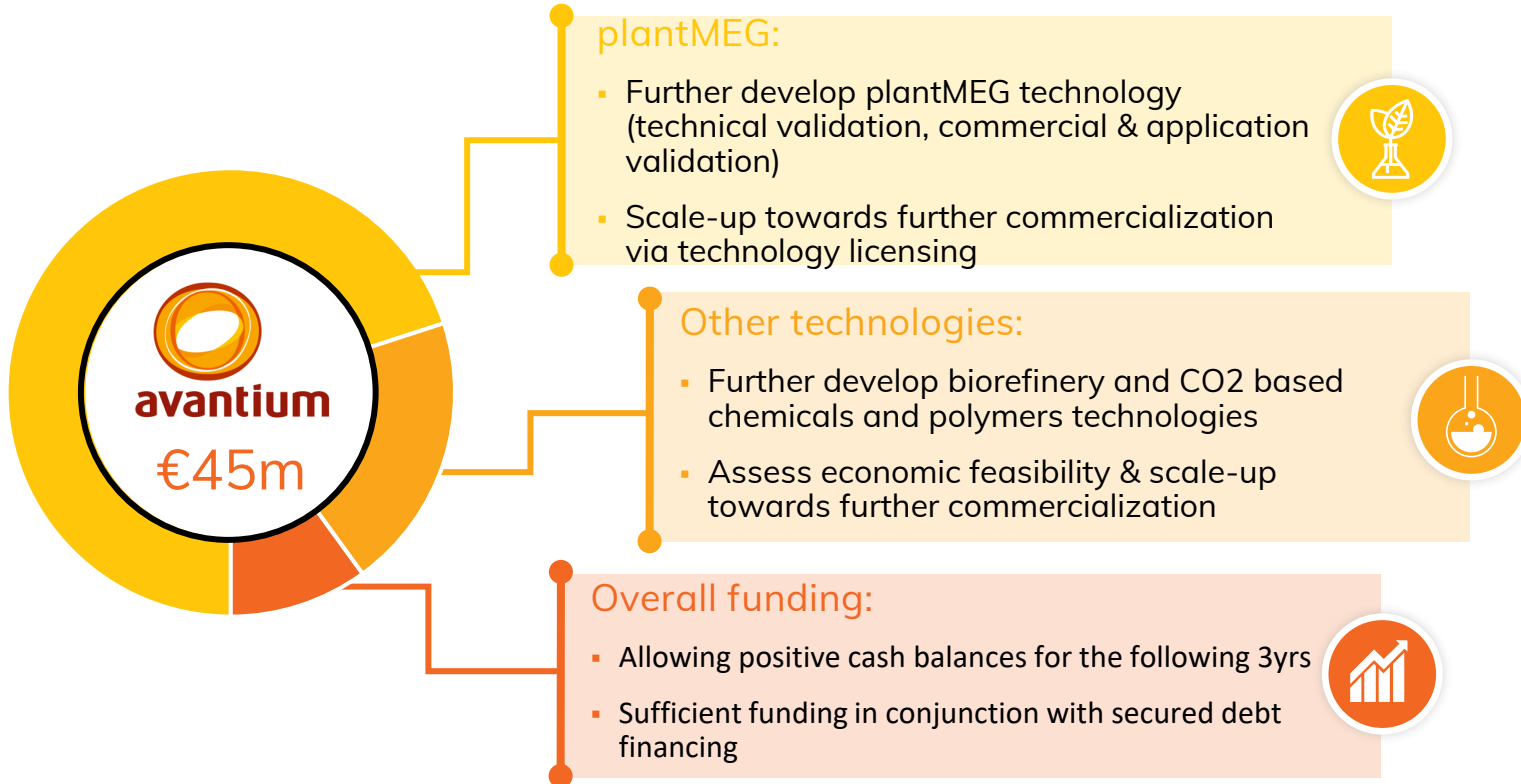 plantMEG:
▪ Further develop plantMEG technology
(technical validation, commercial & application
validation)
▪ Scale-up towards further commercialization
via technology licensing
avantium
€45m
Other technologies:
▪ Further develop biorefinery and CO2 based
chemicals and polymers technologies
▪ Assess economic feasibility & scale-up
towards further commercialization
Overall funding:
▪ Allowing positive cash balances for the following 3yrs
▪ Sufficient funding in conjunction with secured debt
financing